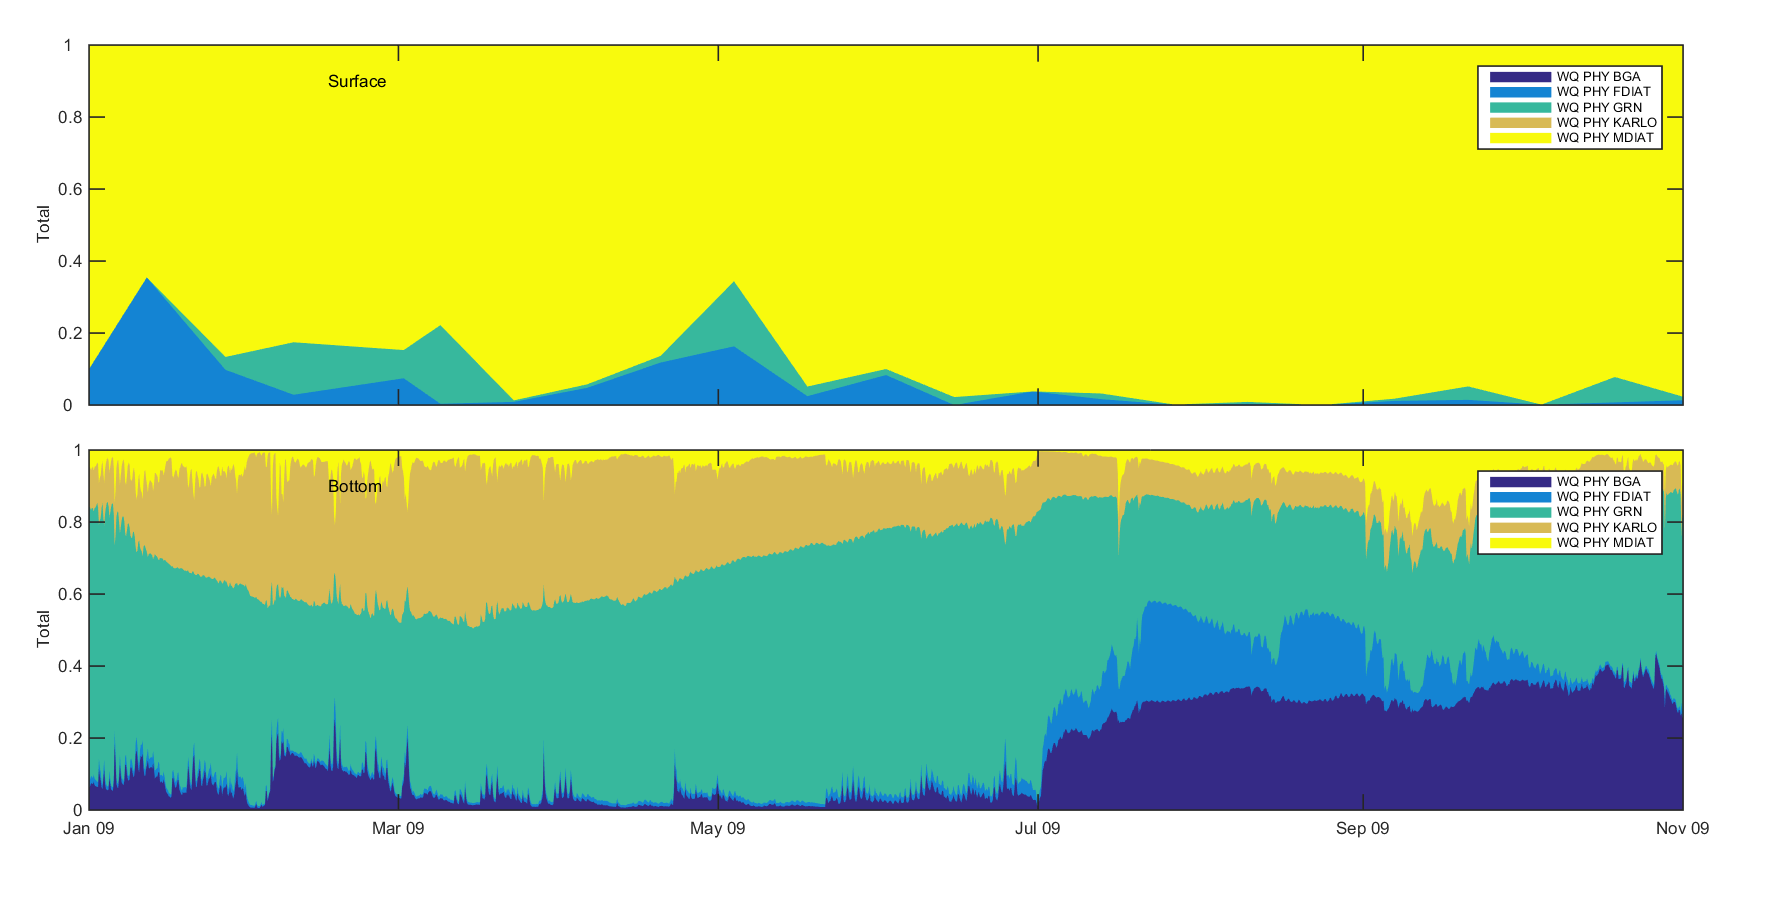 1
0.8
0.6
0.4
0.2
0
Total
Surface
WQ PHY BGA
WQ PHY FDIAT
WQ PHY GRN
WQ PHY KARLO
WQ PHY MDIAT
1
0.8
0.6
0.4
0.2
0
Total
Bottom
WQ PHY BGA
WQ PHY FDIAT
WQ PHY GRN
WQ PHY KARLO
WQ PHY MDIAT
Jan 09 Mar 09 May 09 Jul 09 Sep 09 Nov 09